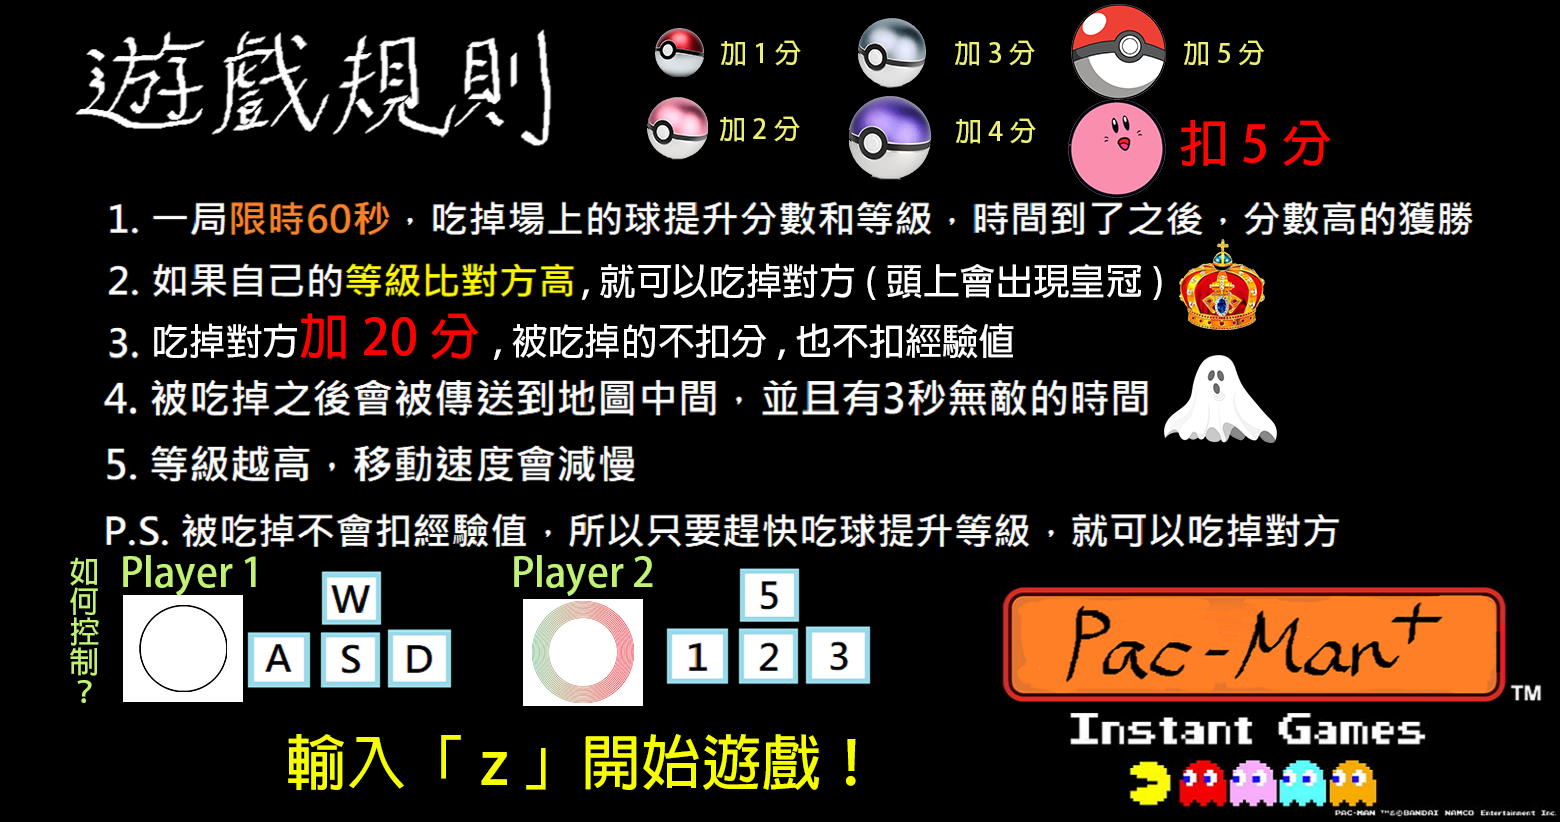 遊戲規則
加 1 分
加 3 分
加 5 分
加 2 分
加 4 分
扣 5 分
1. 一局限時60秒，吃掉場上的球提升分數和等級，時間到了之後，分數高的獲勝
2. 如果自己的等級比對方高 , 就可以吃掉對方 ( 頭上會出現皇冠 )
3. 吃掉對方加 20 分 , 被吃掉的不扣分 , 也不扣經驗值
4. 被吃掉之後會被傳送到地圖中間，並且有3秒無敵的時間
5. 等級越高，移動速度會減慢
P.S. 被吃掉不會扣經驗值，所以只要趕快吃球提升等級，就可以吃掉對方
如何控制？
Player 1
W
A S D
Player 2
5
1 2 3
輸入「 z 」開始遊戲！
Pac-Man+
TM
Instant Games
PAC-MAN ™&©BANDAI NAMCO Entertainment Inc.